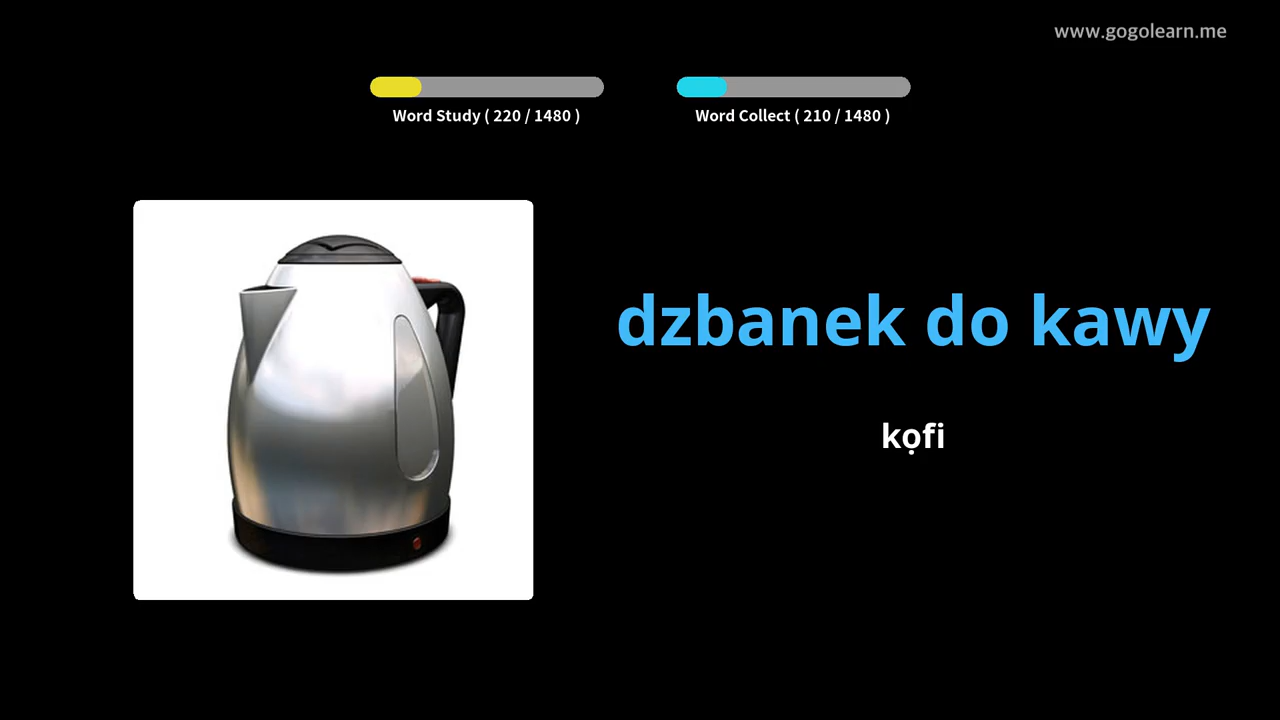 www.gogolearn.me
Word Study ( 220 / 1480 )
Word Collect ( 210 / 1480 )
dzbanek do kawy
kọfi